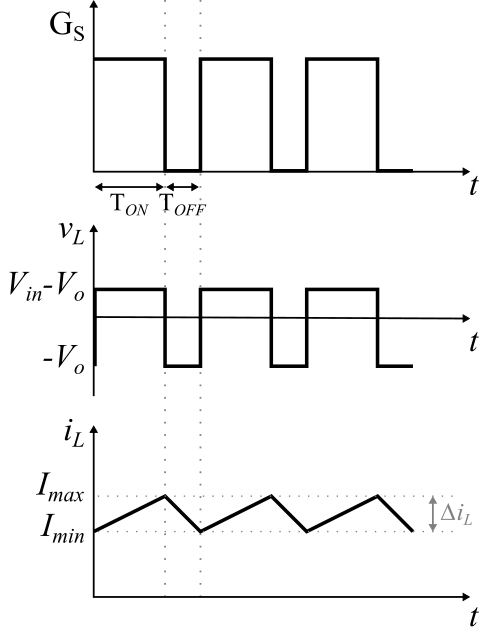 G_S
t
T_ON T_OFF
v_L
V_in-V_o
-V_o
t
i_L
I_max
I_min
Δi_L
t